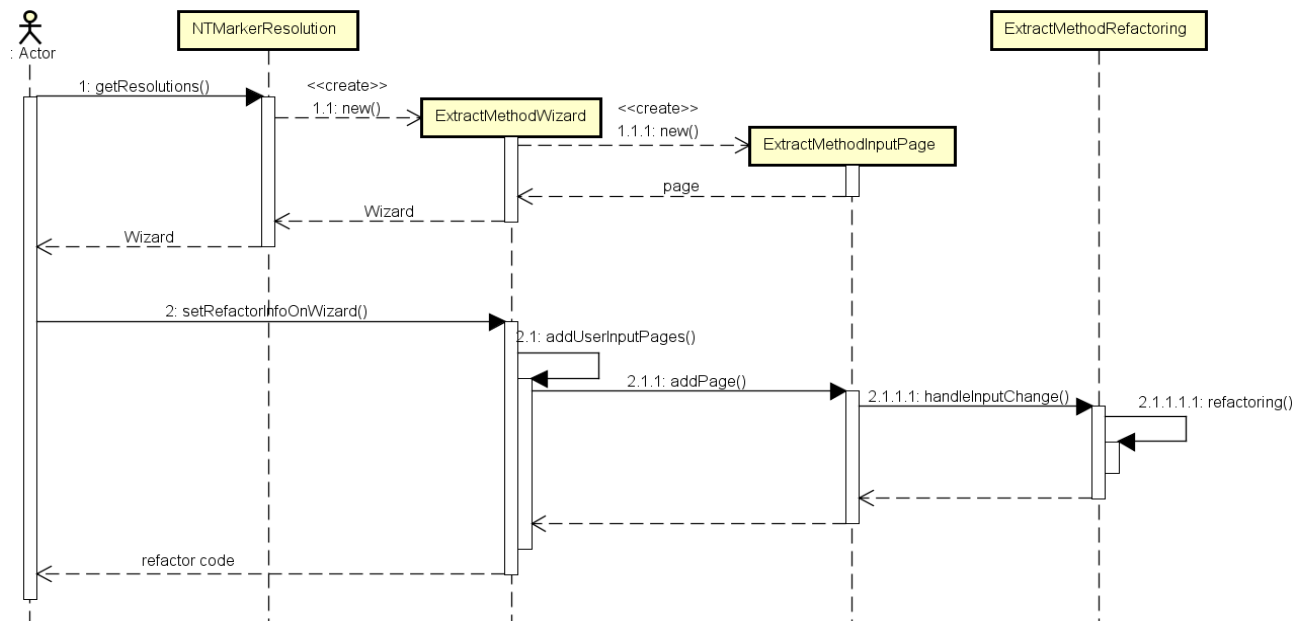 : Actor
NTMarkerResolution
ExtractMethodRefactoring
1: getResolutions()
<<create>>
1.1: new()
ExtractMethodWizard
<<create>>
1.1.1: new()
ExtractMethodInputPage
page
Wizard
Wizard
2: setRefactorInfoOnWizard()
2.1: addUserInputPages()
2.1.1: addPage()
2.1.1.1: handleInputChange()
2.1.1.1.1: refactoring()
refactor code